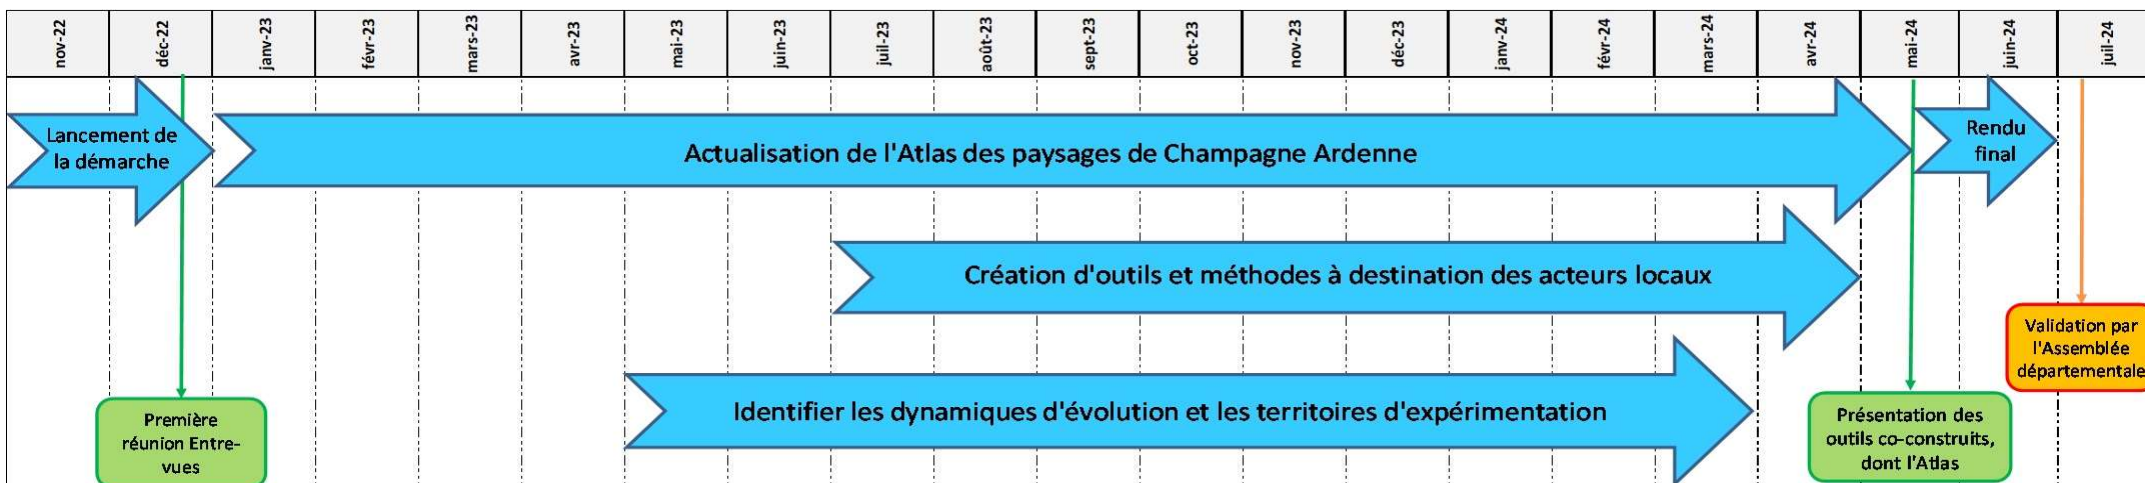 nov-22
déc-22
janv-23
févr-23
mars-23
avr-23
mai-23
juin-23
juil-23
août-23
sept-23
oct-23
nov-23
déc-23
janv-24
févr-24
mars-24
avr-24
mai-24
juin-24
juil-24
Lancement de
la démarche
Actualisation de l'Atlas des paysages de Champagne Ardenne
Rendu
final
Création d'outils et méthodes à destination des acteurs locaux
Validation par
l'Assemblée
départementale
Identifier les dynamiques d'évolution et les territoires d'expérimentation
Première
réunion Entre-
vues
Présentation des
outils co-construits,
dont l'Atlas